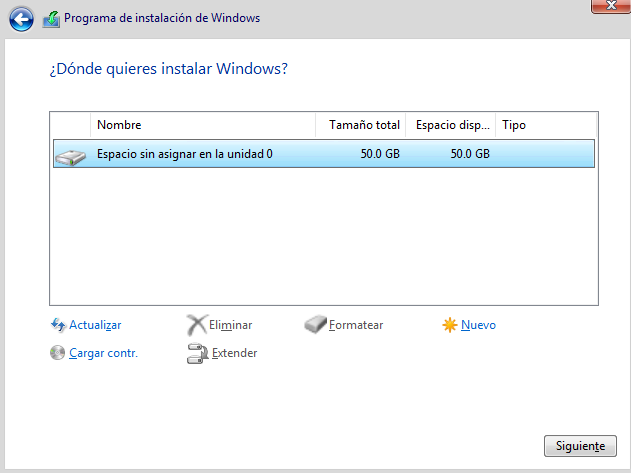 Programa de instalación de Windows
¿Dónde quieres instalar Windows?
Nombre Tamaño total Espacio disp... Tipo
Espacio sin asignar en la unidad 0 50.0 GB 50.0 GB
Actualizar Eliminar Formatear Nuevo
Cargar contr. Extender
Siguiente